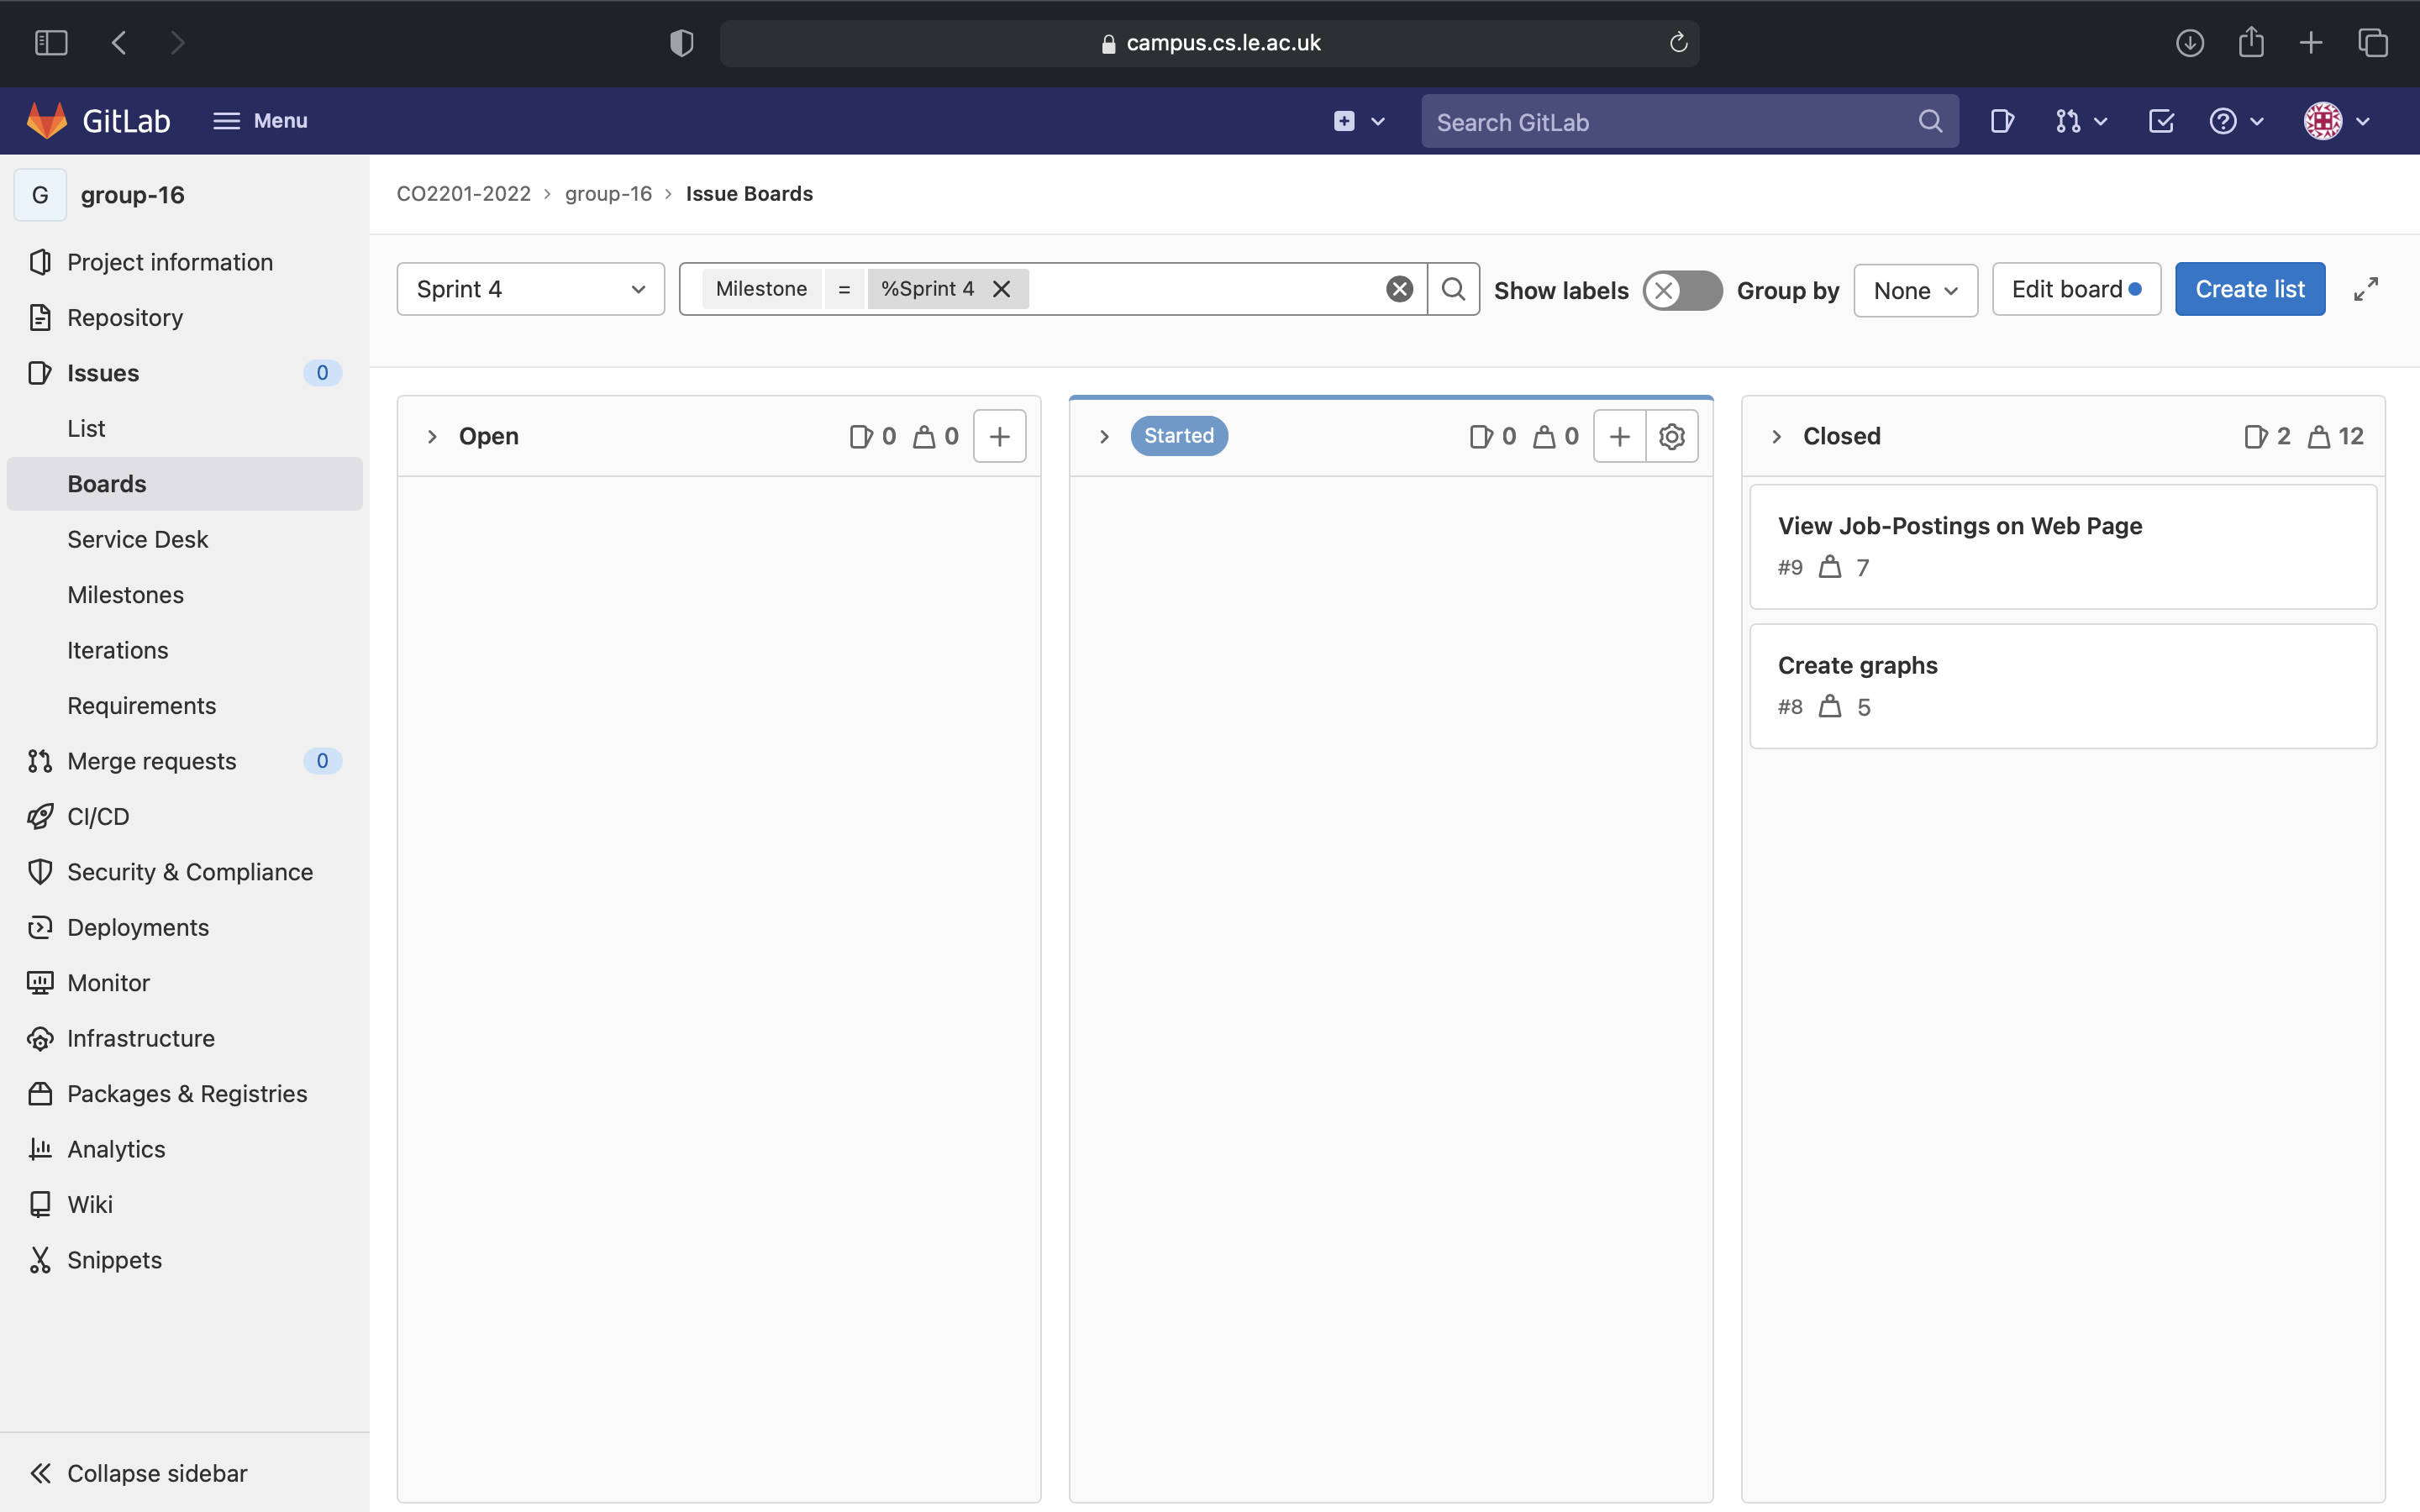 campus.cs.le.ac.uk
GitLab
Menu
Search GitLab
G group-16
CO2201-2022 > group-16 > Issue Boards
Project information
Repository
Issues 0
List
Boards
Service Desk
Milestones
Iterations
Requirements
Merge requests 0
CI/CD
Security & Compliance
Deployments
Monitor
Infrastructure
Packages & Registries
Analytics
Wiki
Snippets
Collapse sidebar
Sprint 4
Milestone = %Sprint 4
Show labels
Group by
None
Edit board
Create list
Open 0 0
Started 0 0
Closed 2 12
View Job-Postings on Web Page
#9 7
Create graphs
#8 5